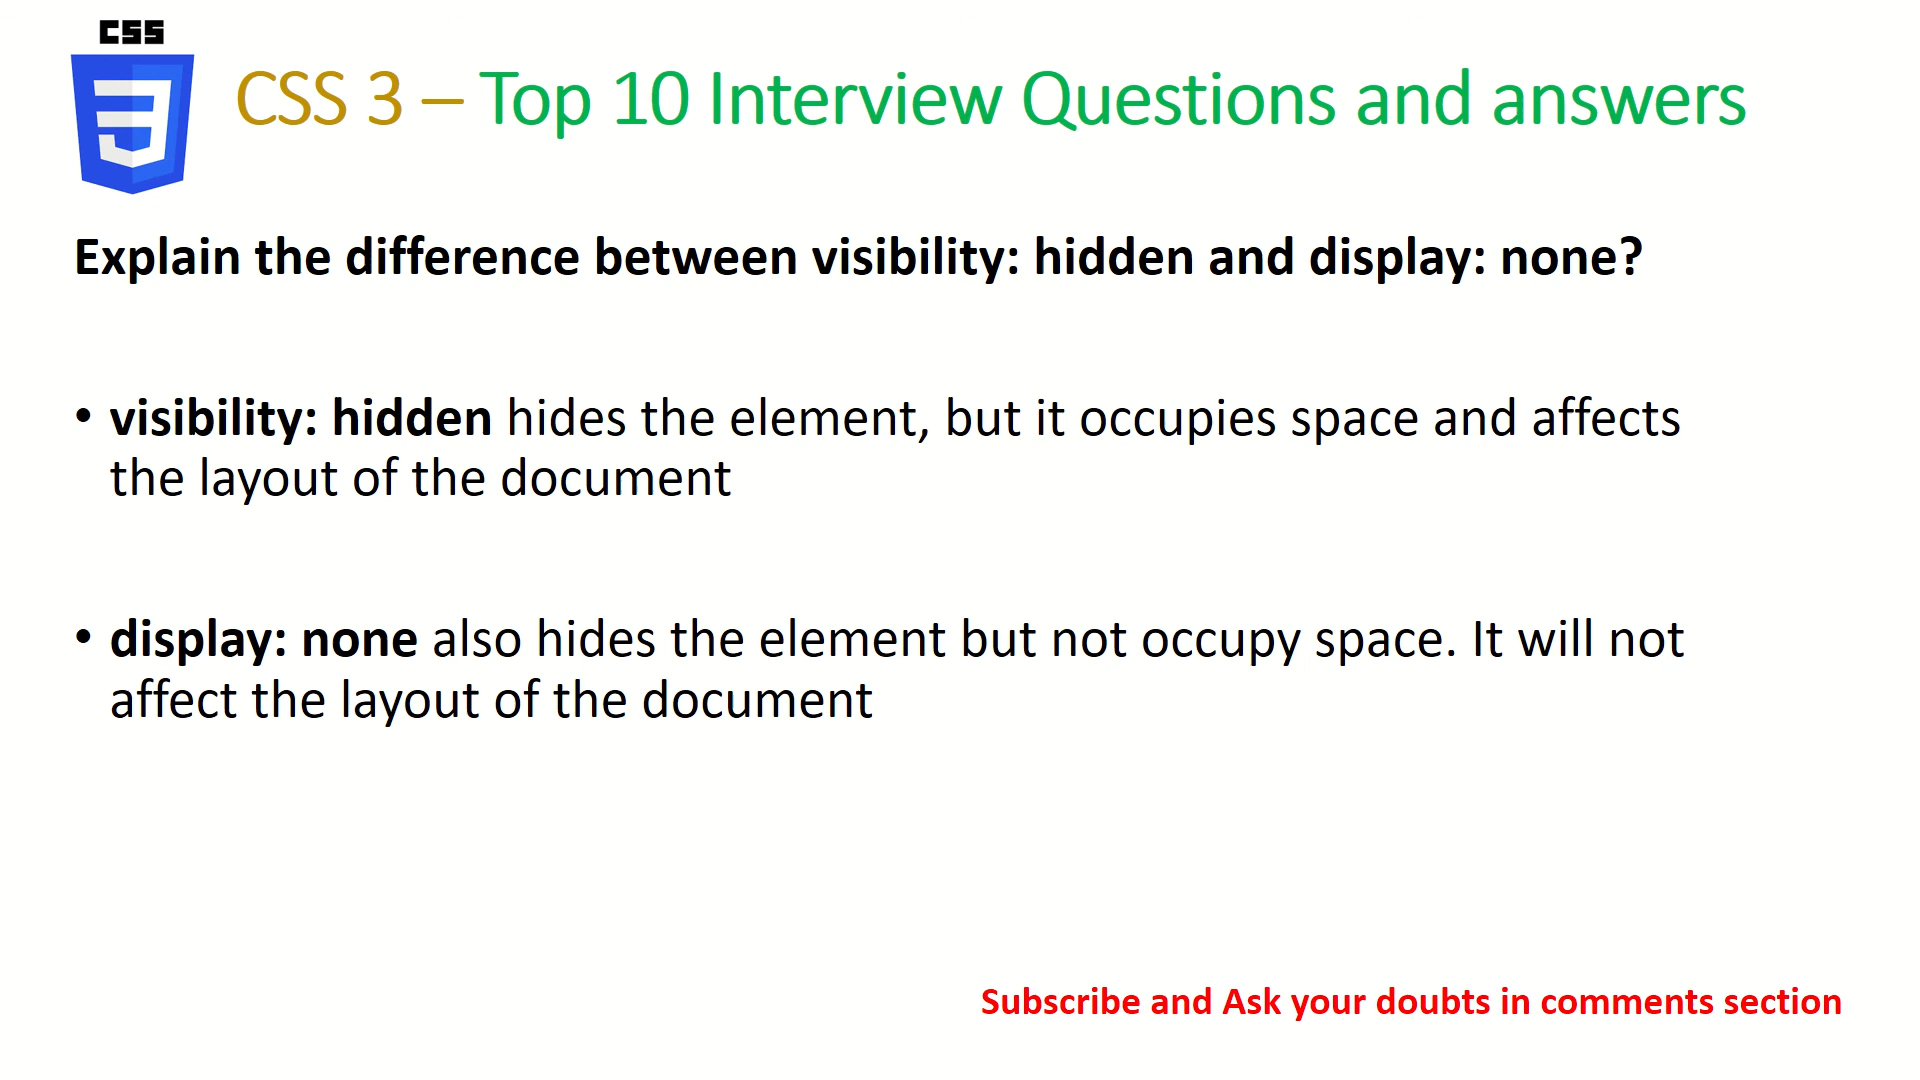 CSS
CSS 3 – Top 10 Interview Questions and answers
Explain the difference between visibility: hidden and display: none?
• visibility: hidden hides the element, but it occupies space and affects
the layout of the document
• display: none also hides the element but not occupy space. It will not
affect the layout of the document
Subscribe and Ask your doubts in comments section